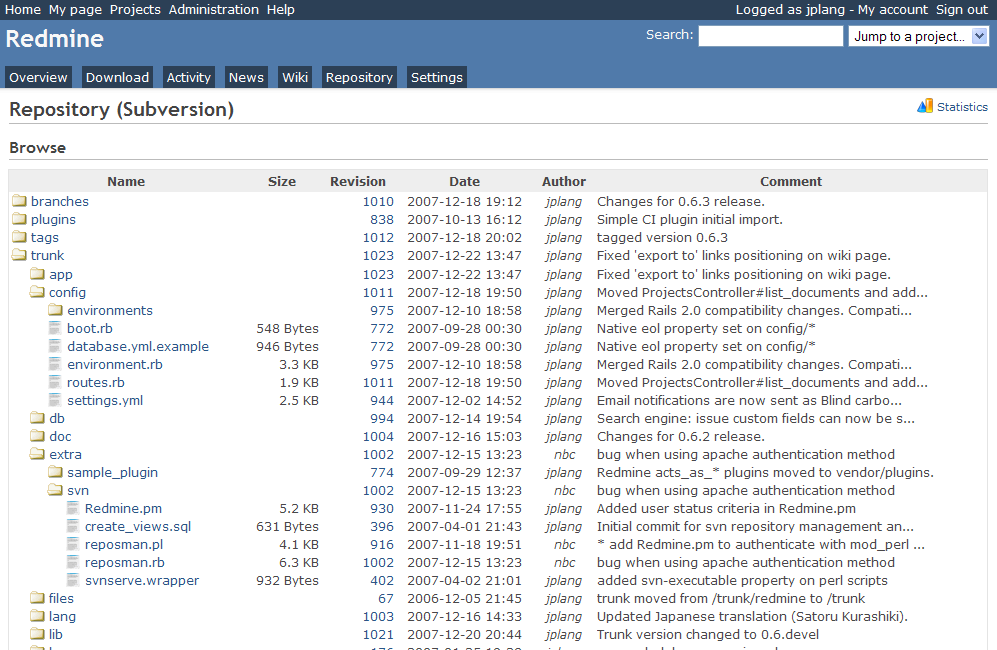 Home My page Projects Administration Help Logged as jplang - My account Sign out
Redmine Search: Jump to a project...
Overview Download Activity News Wiki Repository Settings
Repository (Subversion) Statistics
Browse
Name Size Revision Date Author Comment
branches 1010 2007-12-18 19:12 jplang Changes for 0.6.3 release.
plugins 838 2007-10-13 16:12 jplang Simple CI plugin initial import.
tags 1012 2007-12-18 20:02 jplang tagged version 0.6.3
trunk 1023 2007-12-22 13:47 jplang Fixed 'export to' links positioning on wiki page.
app 1023 2007-12-22 13:47 jplang Fixed 'export to' links positioning on wiki page.
config 1011 2007-12-18 19:50 jplang Moved ProjectsController#list_documents and add...
environments 975 2007-12-10 18:58 jplang Merged Rails 2.0 compatibility changes. Compati...
boot.rb 548 Bytes 772 2007-09-28 00:30 jplang Native eol property set on config/*
database.yml.example 946 Bytes 772 2007-09-28 00:30 jplang Native eol property set on config/*
environment.rb 3.3 KB 975 2007-12-10 18:58 jplang Merged Rails 2.0 compatibility changes. Compati...
routes.rb 1.9 KB 1011 2007-12-18 19:50 jplang Moved ProjectsController#list_documents and add...
settings.yml 2.5 KB 944 2007-12-02 14:52 jplang Email notifications are now sent as Blind carbo...
db 994 2007-12-14 19:54 jplang Search engine: issue custom fields can now be s...
doc 1004 2007-12-16 15:03 jplang Changes for 0.6.2 release.
extra 1002 2007-12-15 13:23 nbc bug when using apache authentication method
sample_plugin 774 2007-09-29 12:37 jplang Redmine acts_as_* plugins moved to vendor/plugins.
svn 1002 2007-12-15 13:23 nbc bug when using apache authentication method
Redmine.pm 5.2 KB 930 2007-11-24 17:55 jplang Added user status criteria in Redmine.pm
create_views.sql 631 Bytes 396 2007-04-01 21:43 jplang Initial commit for svn repository management an...
reposman.pl 4.1 KB 916 2007-11-18 19:51 nbc * add Redmine.pm to authenticate with mod_perl ...
reposman.rb 6.3 KB 1002 2007-12-15 13:23 nbc bug when using apache authentication method
svnserve.wrapper 932 Bytes 402 2007-04-02 21:01 jplang added svn-executable property on perl scripts
files 67 2006-12-05 21:45 jplang trunk moved from /trunk/redmine to /trunk
lang 1003 2007-12-16 14:33 jplang Updated Japanese translation (Satoru Kurashiki).
lib 1021 2007-12-20 20:44 jplang Trunk version changed to 0.6.devel